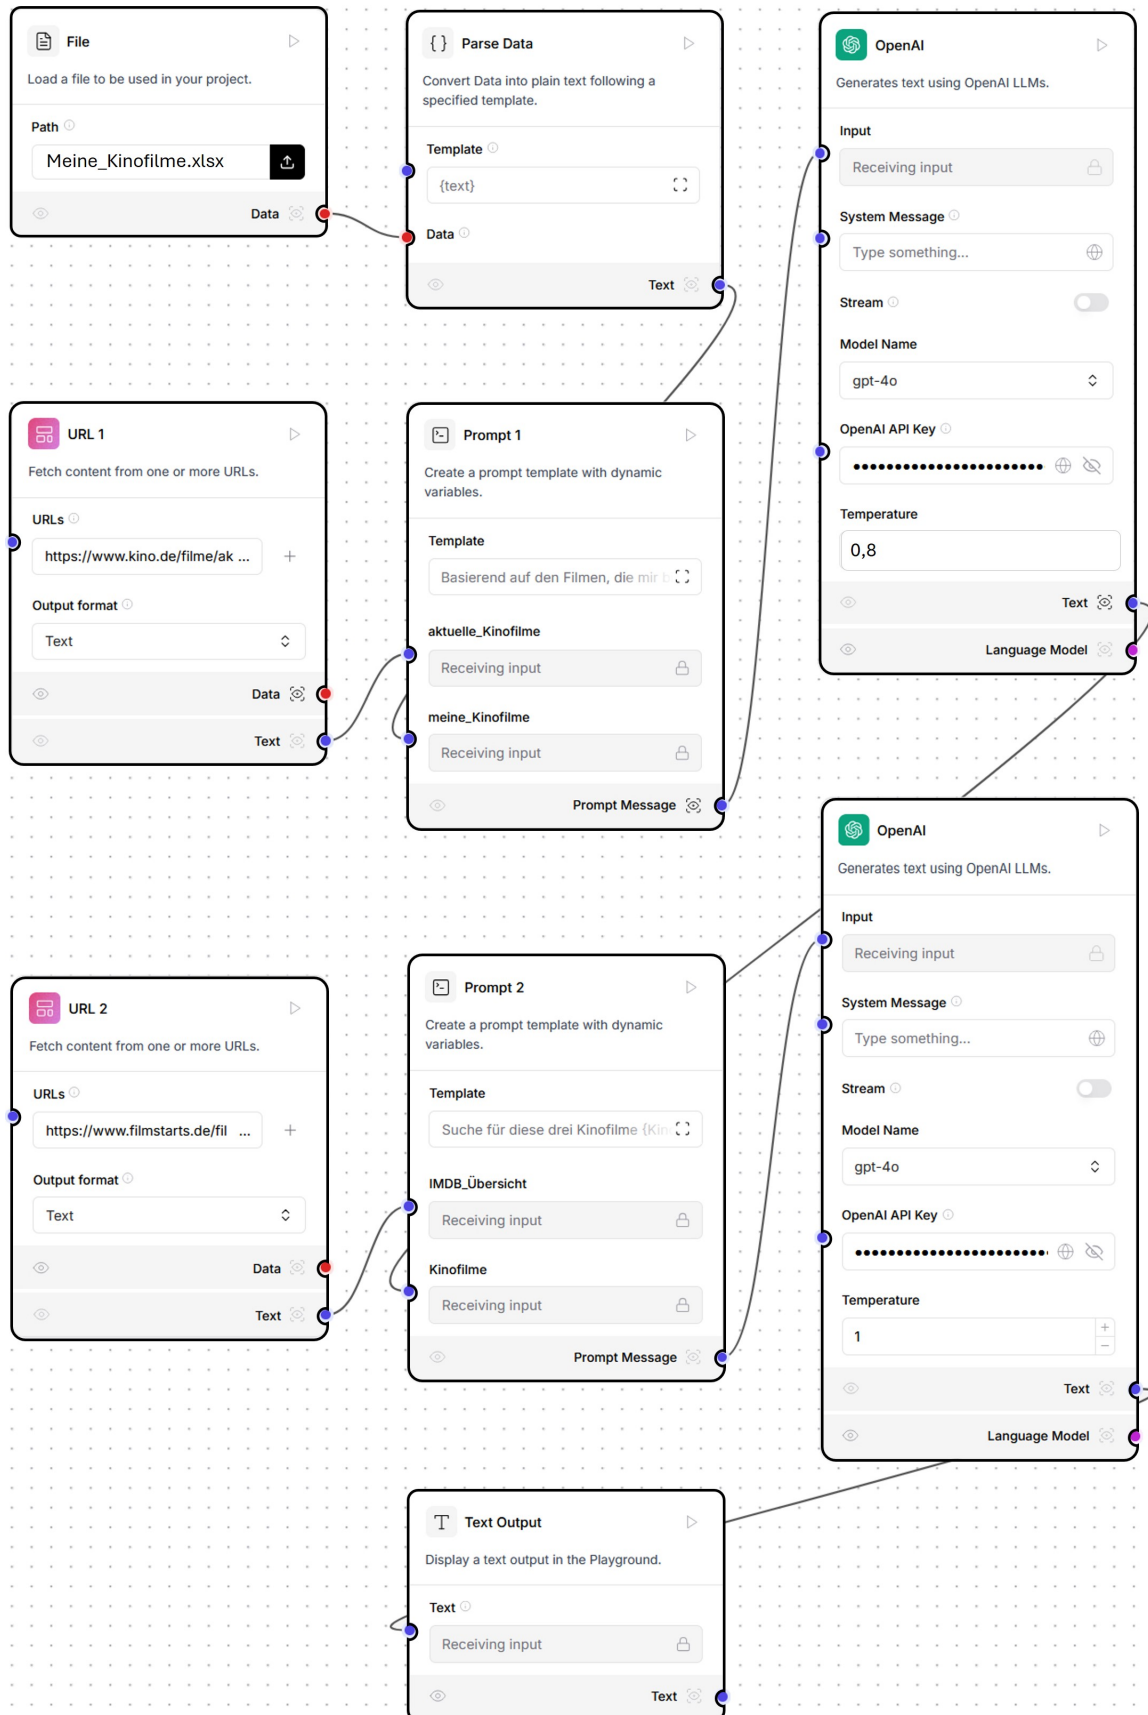 File
Load a file to be used in your project.
Path
Meine_Kinofilme.xlsx
Data
Parse Data
Convert Data into plain text following a
specified template.
Template
{text}
Data
Text
OpenAI
Generates text using OpenAI LLMs.
Input
Receiving input
System Message
Type something...
Stream
Model Name
gpt-4o
OpenAI API Key
Temperature
0,8
Text
Language Model
URL 1
Fetch content from one or more URLs.
URLs
https://www.kino.de/filme/ak ...
Output format
Text
Data
Text
Prompt 1
Create a prompt template with dynamic
variables.
Template
Basierend auf den Filmen, die mir b
aktuelle_Kinofilme
Receiving input
meine_Kinofilme
Receiving input
Prompt Message
OpenAI
Generates text using OpenAI LLMs.
Input
Receiving input
System Message
Type something...
Stream
Model Name
gpt-4o
OpenAI API Key
Temperature
1
Text
Language Model
URL 2
Fetch content from one or more URLs.
URLs
https://www.filmstarts.de/fil ...
Output format
Text
Data
Text
Prompt 2
Create a prompt template with dynamic
variables.
Template
Suche für diese drei Kinofilme {Kin
IMDB_Übersicht
Receiving input
Kinofilme
Receiving input
Prompt Message
Text Output
Display a text output in the Playground.
Text
Receiving input
Text